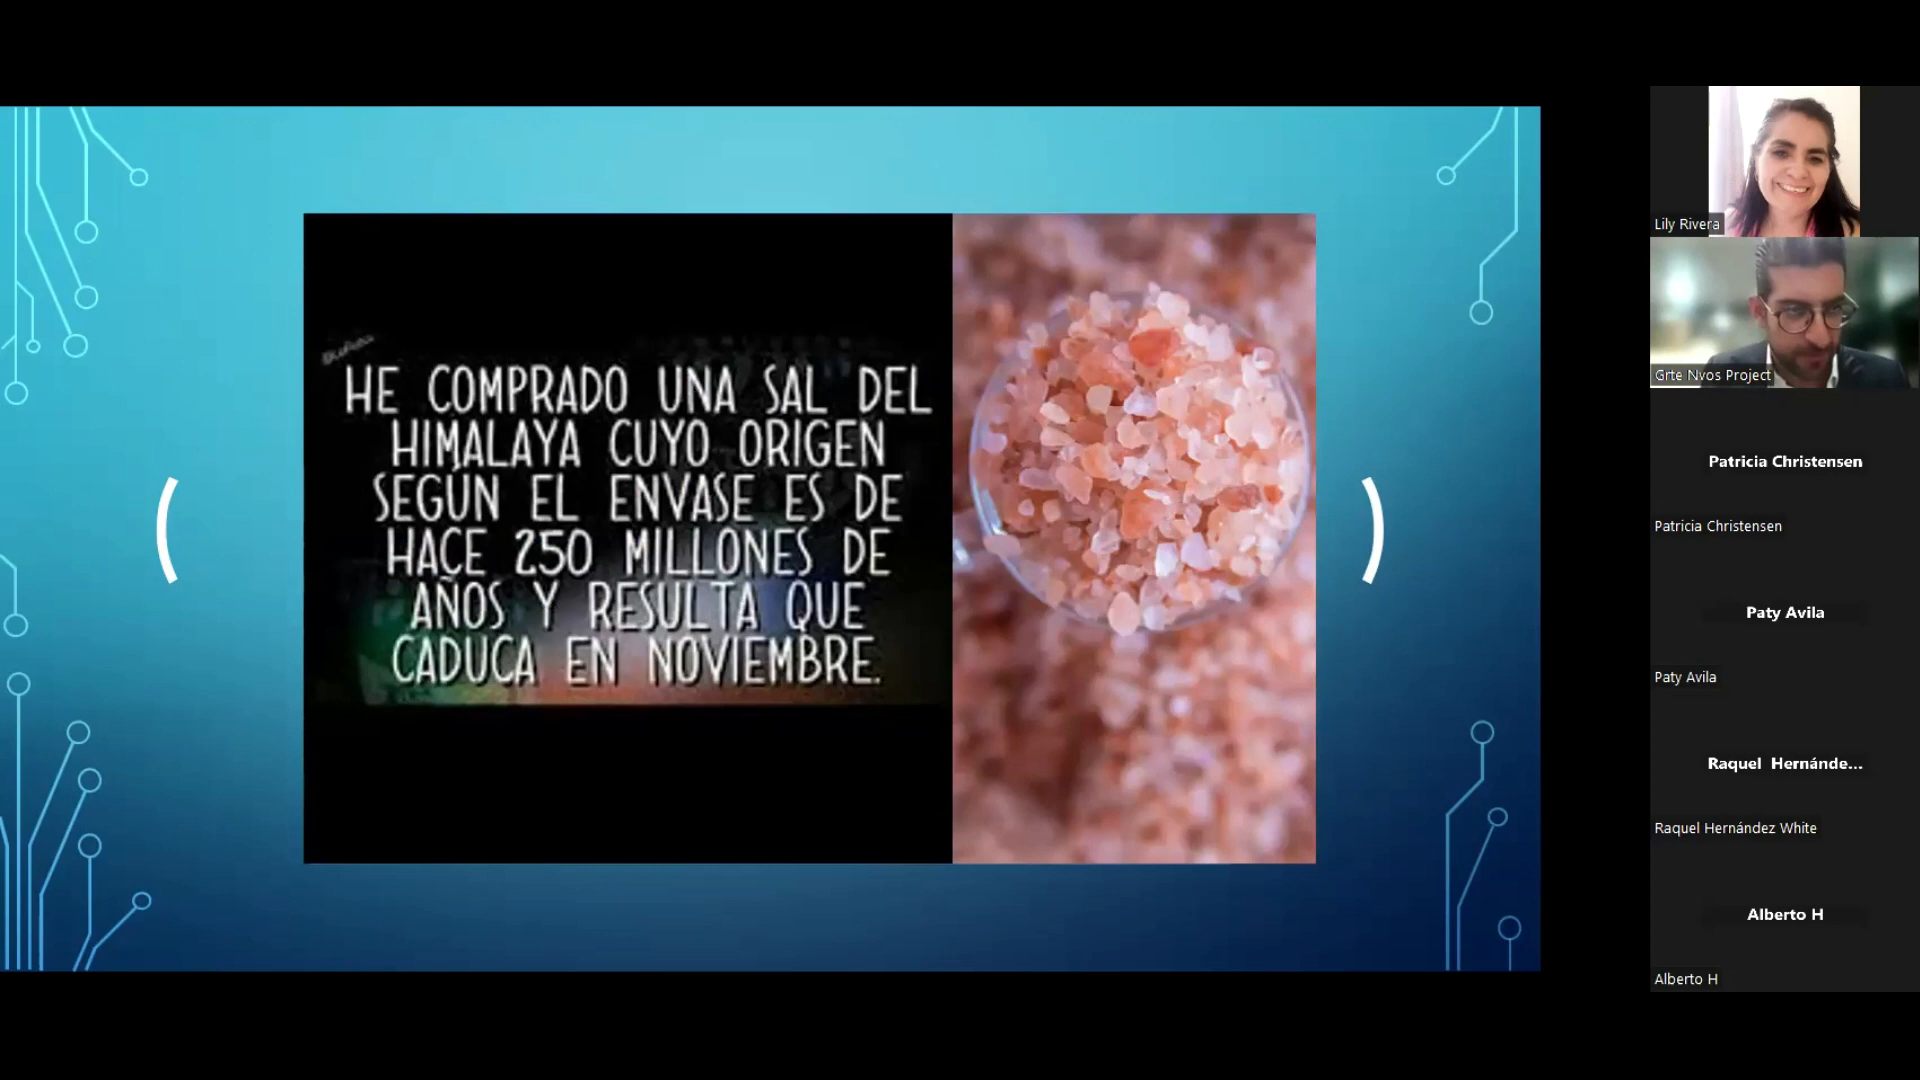 HE COMPRADO UNA SAL DEL
HIMALAYA CUYO ORIGEN
SEGÚN EL ENVASE ES DE
HACE 250 MILLONES DE
AÑOS Y RESULTA QUE
CADUCA EN NOVIEMBRE.
Lily Rivera
Grte Nvos Project
Patricia Christensen
Patricia Christensen
Paty Avila
Paty Avila
Raquel Hernánde...
Raquel Hernández White
Alberto H
Alberto H